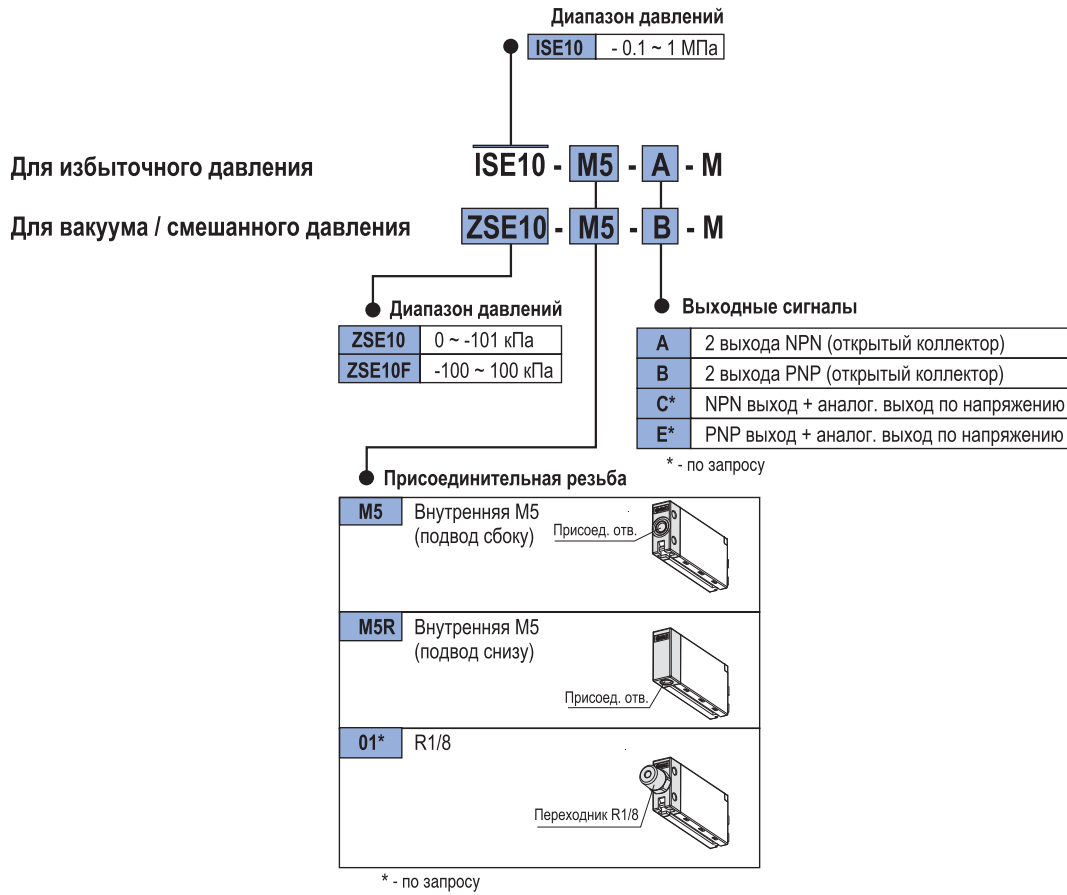 Диапазон давлений
ISE10 - 0.1 ~ 1 МПа
Для избыточного давления ISE10 - M5 - A - M
Для вакуума / смешанного давления ZSE10 - M5 - B - M
Диапазон давлений
ZSE10 0 ~ -101 кПа
ZSE10F -100 ~ 100 кПа
Выходные сигналы
A 2 выхода NPN (открытый коллектор)
B 2 выхода PNP (открытый коллектор)
C* NPN выход + аналог. выход по напряжению
E* PNP выход + аналог. выход по напряжению
* - по запросу
Присоединительная резьба
M5 Внутренняя M5
(подвод сбоку)
Присоед. отв.
M5R Внутренняя M5
(подвод снизу)
Присоед. отв.
01* R1/8
Переходник R1/8
* - по запросу